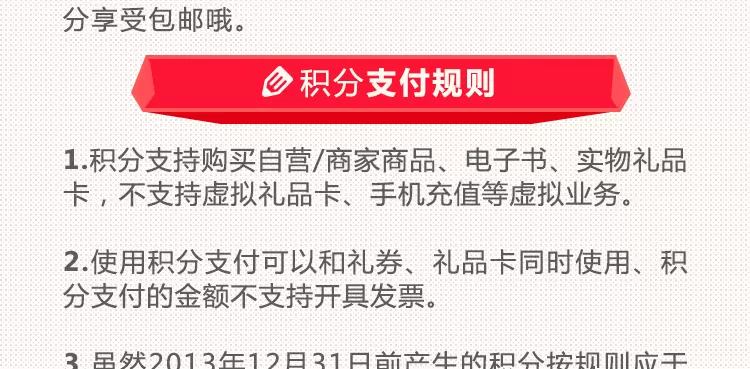 分享受包邮哦。
积分支付规则
1.积分支持购买自营/商家商品、电子书、实物礼品
卡，不支持虚拟礼品卡、手机充值等虚拟业务。
2.使用积分支付可以和礼券、礼品卡同时使用、积
分支付的金额不支持开具发票。
3.虽然2013年12月31日前产生的积分按规则应于